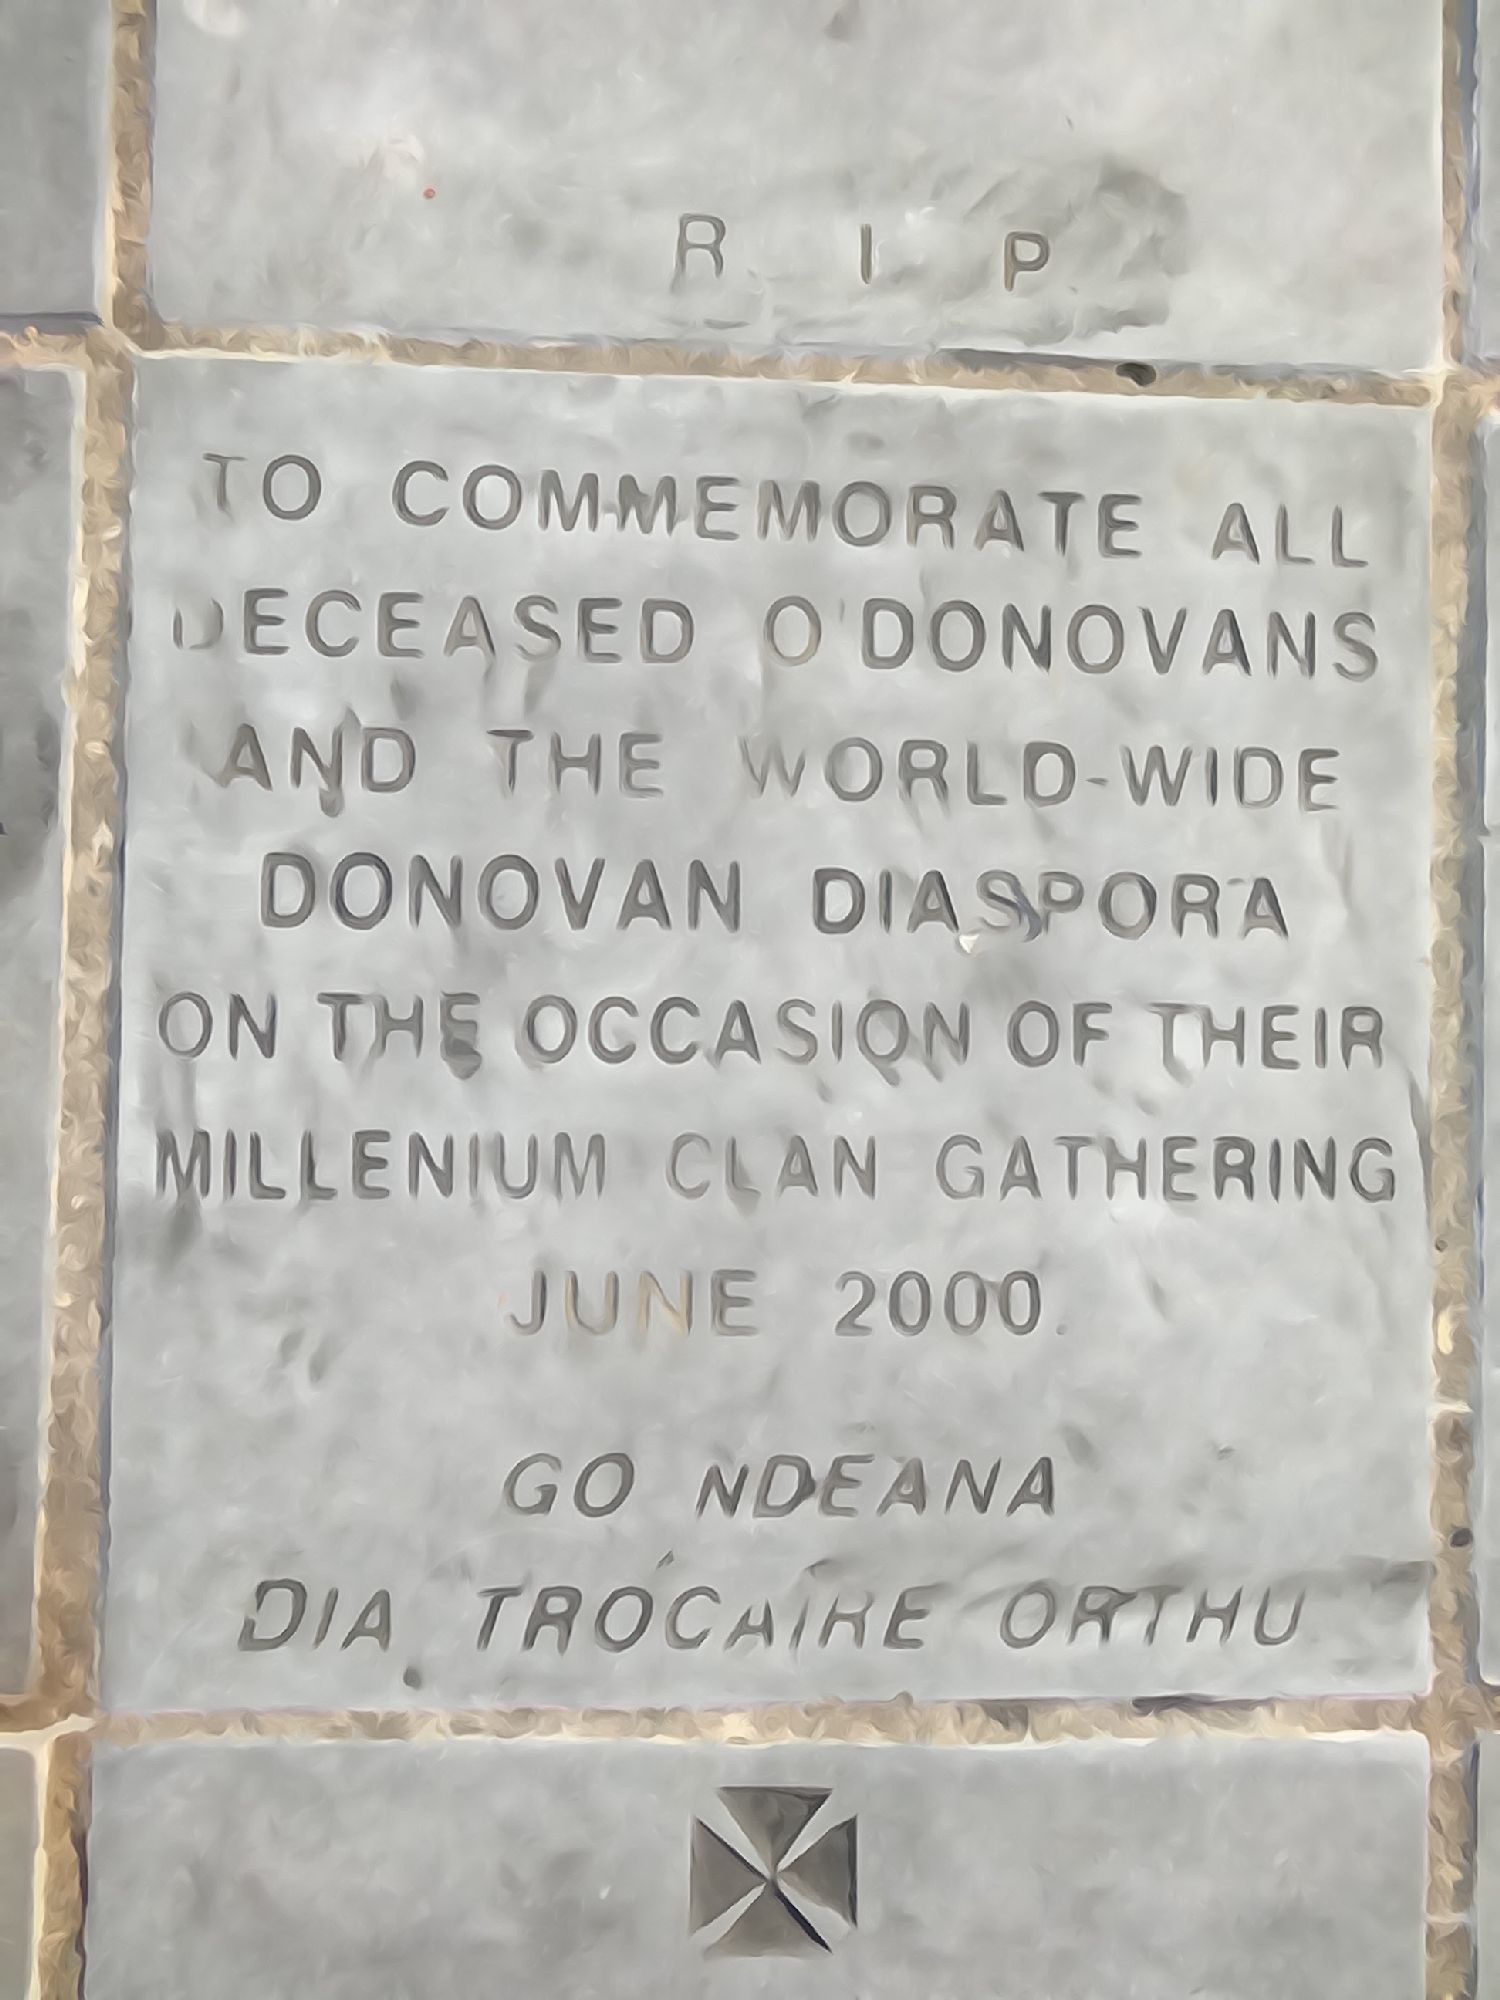 R I P
TO COMMEMORATE ALL
DECEASED O'DONOVANS
AND THE WORLD-WIDE
DONOVAN DIASPORA
ON THE OCCASION OF THEIR
MILLENIUM CLAN GATHERING
JUNE 2000.
GO NDEANA
DIA TRÓCAIRE ORTHU